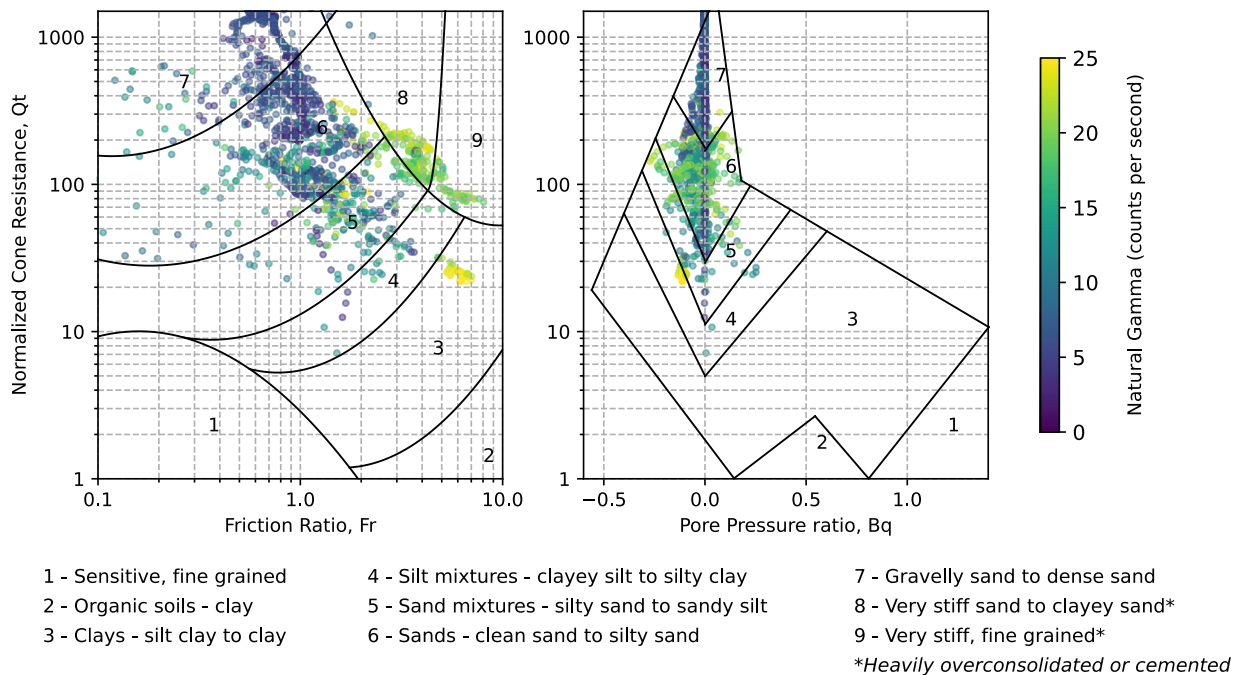 1000
100
10
1
Normalized Cone Resistance, Qt
7
8
6
9
5
4
3
1
2
0.1
1.0
10.0
Friction Ratio, Fr
1000
100
10
1
7
6
5
4
3
2
1
−0.5
0.0
0.5
1.0
Pore Pressure ratio, Bq
25
20
15
10
5
0
Natural Gamma (counts per second)
1 - Sensitive, fine grained
2 - Organic soils - clay
3 - Clays - silt clay to clay
4 - Silt mixtures - clayey silt to silty clay
5 - Sand mixtures - silty sand to sandy silt
6 - Sands - clean sand to silty sand
7 - Gravelly sand to dense sand
8 - Very stiff sand to clayey sand*
9 - Very stiff, fine grained*
*Heavily overconsolidated or cemented